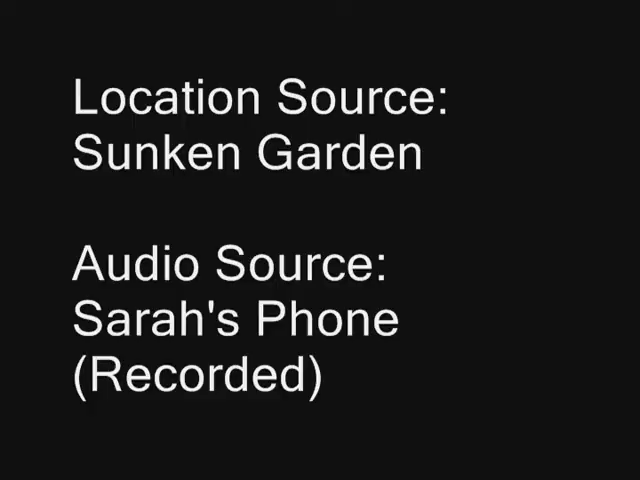 Location Source:
Sunken Garden
Audio Source:
Sarah's Phone
(Recorded)